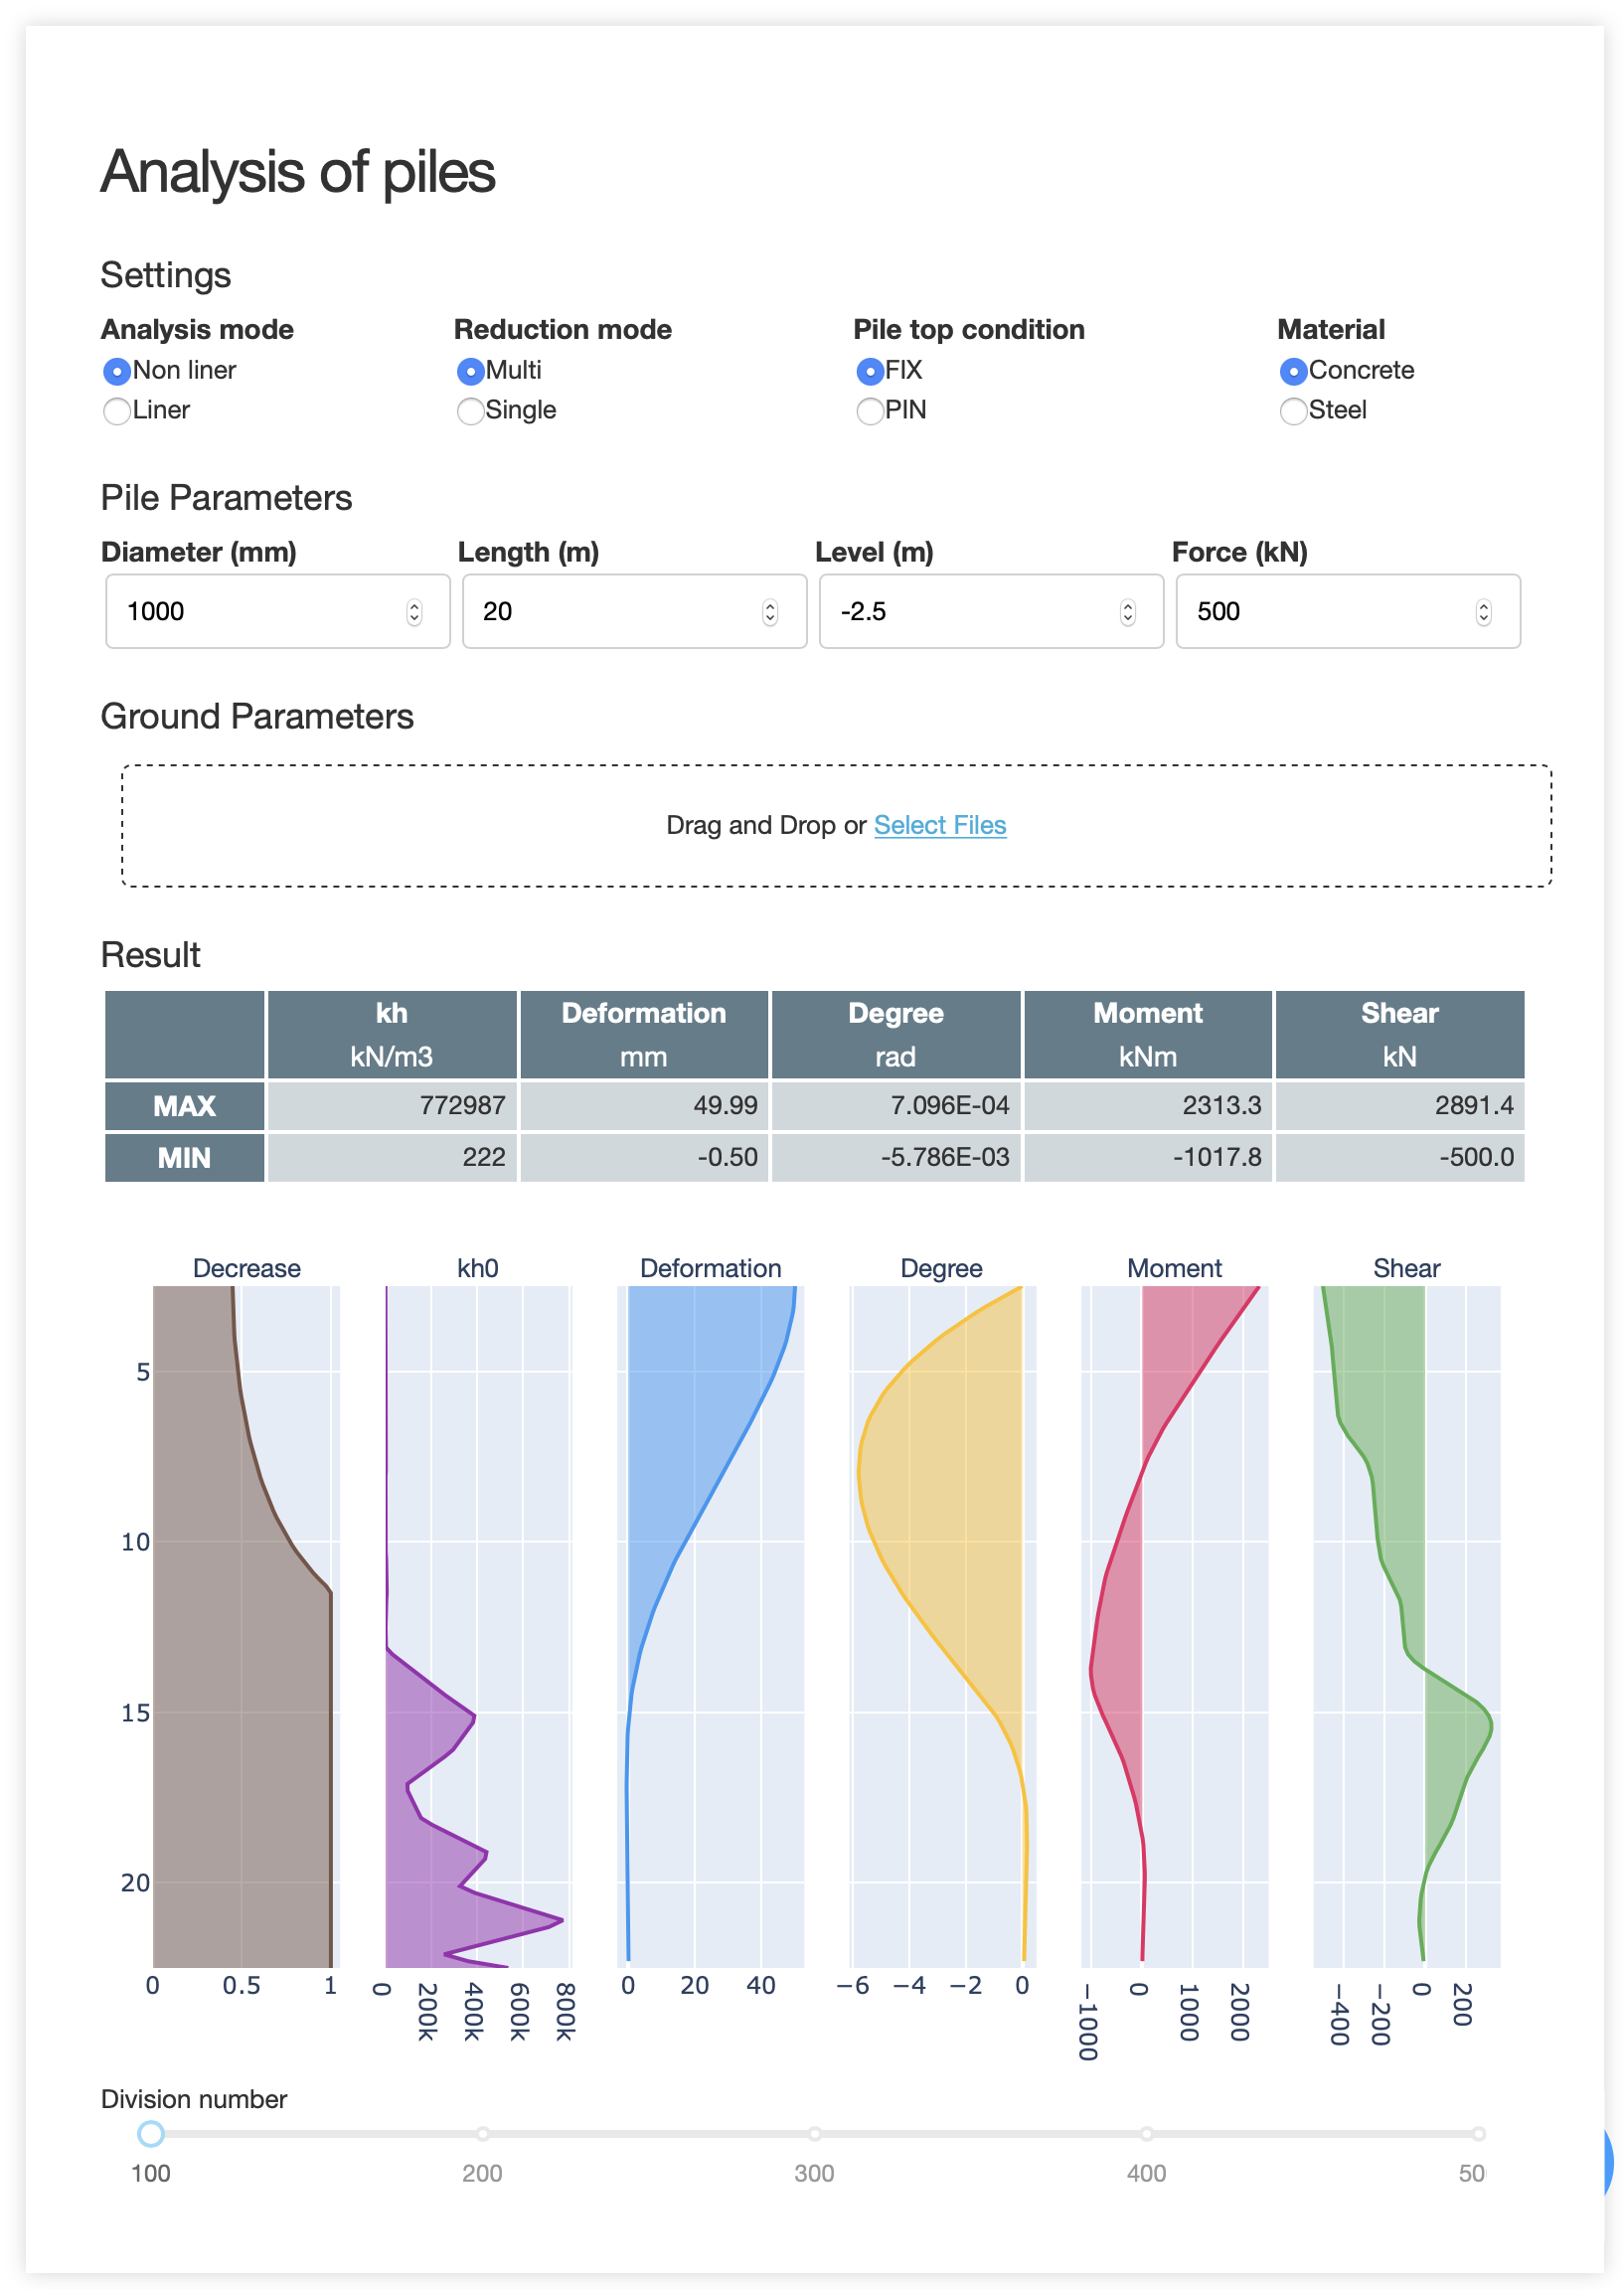 Analysis of piles
Settings
Analysis mode Reduction mode Pile top condition Material
Non liner Multi FIX Concrete
Liner Single PIN Steel
Pile Parameters
Diameter (mm) Length (m) Level (m) Force (kN)
1000 20 -2.5 500
Ground Parameters
Drag and Drop or Select Files
Result
kh Deformation Degree Moment Shear
kN/m3 mm rad kNm kN
MAX 772987 49.99 7.096E-04 2313.3 2891.4
MIN 222 -0.50 -5.786E-03 -1017.8 -500.0
Decrease kh0 Deformation Degree Moment Shear
5
10
15
20
0 0.5 1 0 200k 400k 600k 800k 0 20 40 −6 −4 −2 0 −1000 0 1000 2000 −400 −200 0 200
Division number
100 200 300 400 50